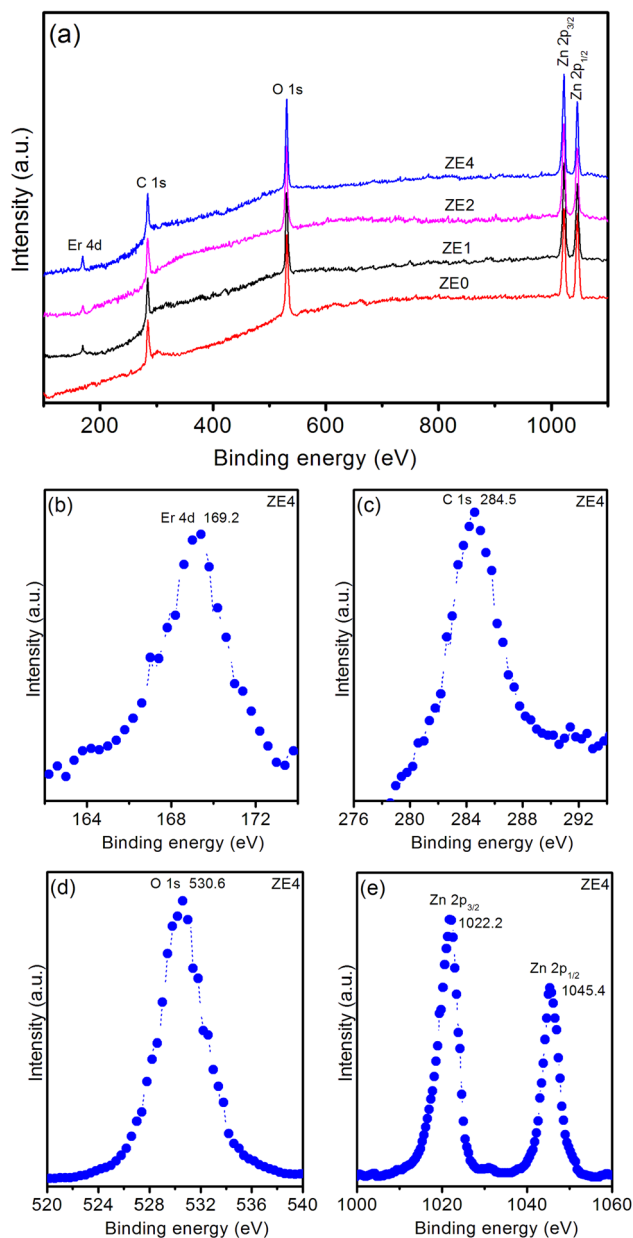 (a)
Zn 2p3/2
Zn 2p1/2
O 1s
C 1s
Er 4d
ZE4
ZE2
ZE1
ZE0
Intensity (a.u.)
200 400 600 800 1000
Binding energy (eV)
(b) ZE4
Er 4d 169.2
Intensity (a.u.)
164 168 172
Binding energy (eV)
(c) ZE4
C 1s 284.5
Intensity (a.u.)
276 280 284 288 292
Binding energy (eV)
(d) O 1s 530.6 ZE4
Intensity (a.u.)
520 524 528 532 536 540
Binding energy (eV)
(e) ZE4
Zn 2p3/2
1022.2
Zn 2p1/2
1045.4
Intensity (a.u.)
1000 1020 1040 1060
Binding energy (eV)